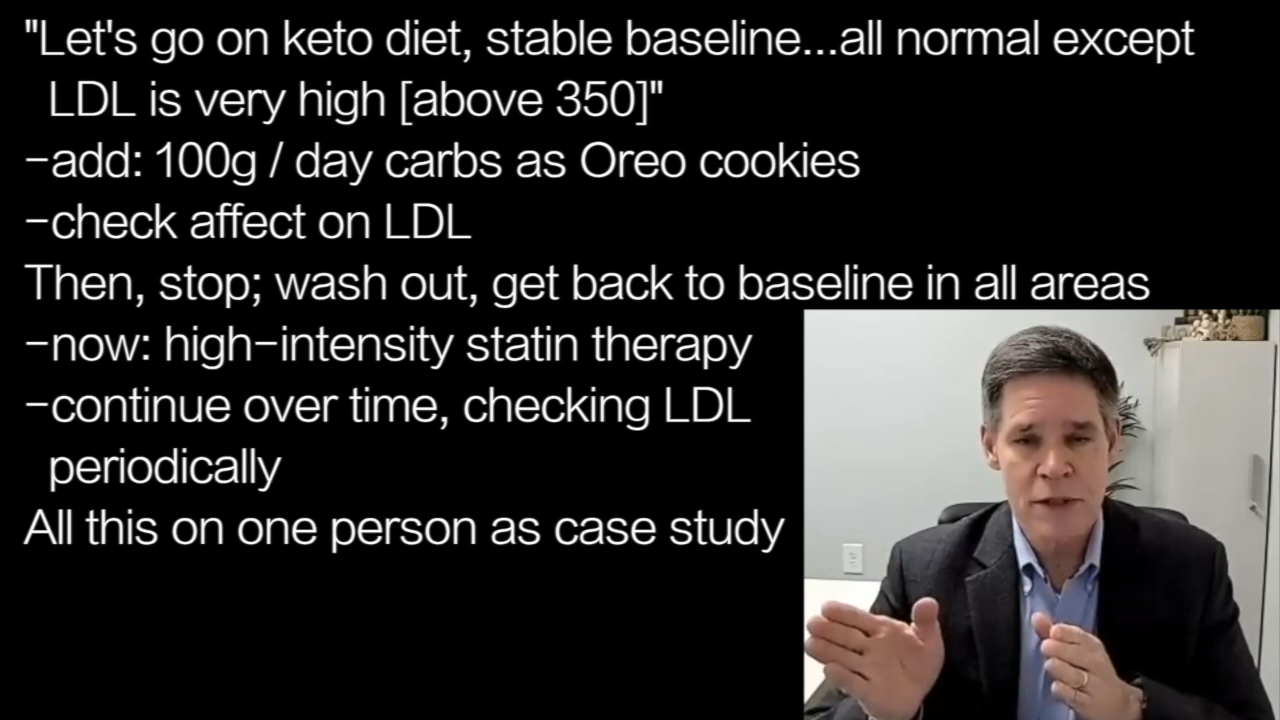 "Let's go on keto diet, stable baseline...all normal except
LDL is very high [above 350]"
-add: 100g / day carbs as Oreo cookies
-check affect on LDL
Then, stop; wash out, get back to baseline in all areas
-now: high-intensity statin therapy
-continue over time, checking LDL
periodically
All this on one person as case study